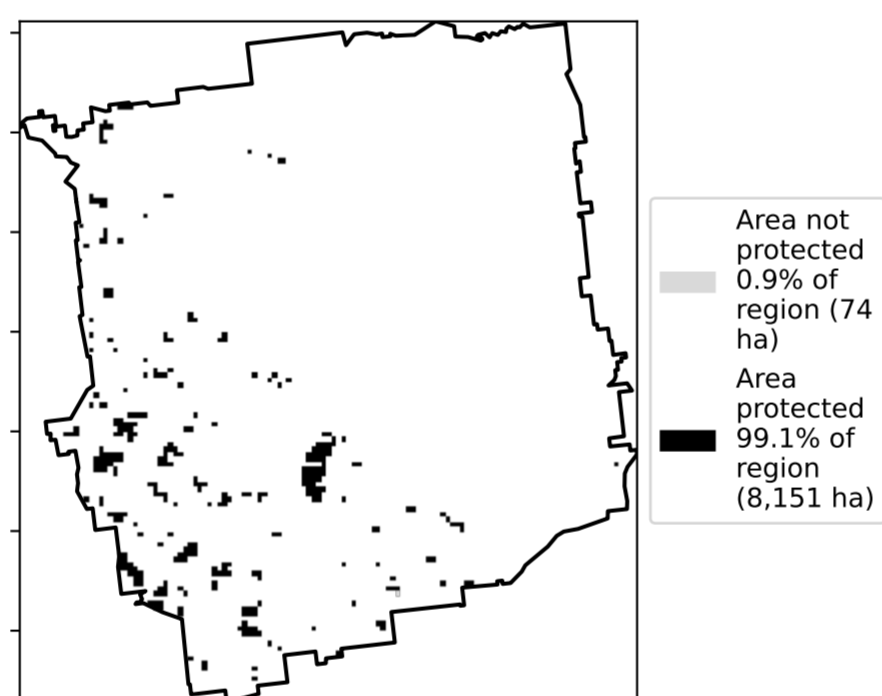 Area not
protected
0.9% of
region (74
ha)
Area
protected
99.1% of
region
(8,151 ha)